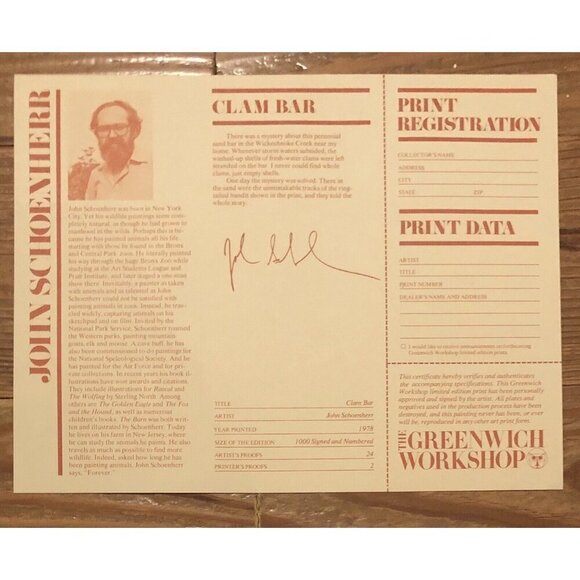 JOHN SCHOENHERR
John Schoenherr was born in New York
City. Yet his wildlife paintings seem com-
pletely natural, as though he had grown to
manhood in the wilds. Perhaps this is be-
cause he has painted animals all his life,
starting with those he found in the Bronx
and Central Park zoos. He literally painted
his way through the huge Bronx Zoo while
studying at the Art Students League and
Pratt Institute, and later staged a one man
show there. Inevitably, a painter as taken
with animals and as talented as John
Schoenherr could not be satisfied with
painting animals in zoos. Instead, he trav-
eled widely, capturing animals on his
sketchpad and on film. Invited by the
National Park Service, Schoenherr roamed
the western parks, painting mountain
goats, elk and moose. A cave buff, he has
also been commissioned to do paintings for
the National Speleological Society. And he
has painted for the Air Force and for pri-
vate collections. In recent years his book il-
lustrations have won awards and citations.
They include illustrations for Rascal and
The Wolfling by Sterling North. Among
others are The Golden Eagle and The Fox
and the Hound, as well as numerous
children's books. The Barn was both writ-
ten and illustrated by Schoenherr. Today
he lives on his farm in New Jersey, where
he can study the animals he paints. He also
travels as much as possible to find more
wildlife. Indeed, asked how long he has
been painting animals, John Schoenherr
says, "Forever."
CLAM BAR
There was a mystery about this perennial
sand bar in the Wickecheoke Creek near my
home. Whenever storm waters subsided, the
washed-up shells of fresh-water clams were left
stranded on the bar. I never could find whole
clams, just empty shells.
One day the mystery was solved. There in
the sand were the unmistakable tracks of the ring-
tailed bandit shown in the print, and they told the
whole story.
TITLE Clam Bar
ARTIST John Schoenherr
YEAR PRINTED 1978
SIZE OF THE EDITION 1000 Signed and Numbered
ARTIST'S PROOFS 24
PRINTER'S PROOFS 2
PRINT
REGISTRATION
COLLECTOR'S NAME
ADDRESS
CITY
STATE ZIP
PRINT DATA
ARTIST
TITLE
PRINT NUMBER
DEALER'S NAME AND ADDRESS
I would like to receive announcements on forthcoming
Greenwich Workshop limited edition prints.
This certificate hereby verifies and authenticates
the accompanying specifications. This Greenwich
Workshop limited edition print has been personally
approved and signed by the artist. All plates and
negatives used in the production process have been
destroyed, and this painting never has been, or ever
will be, reproduced in any other art print form.
THE GREENWICH
WORKSHOP